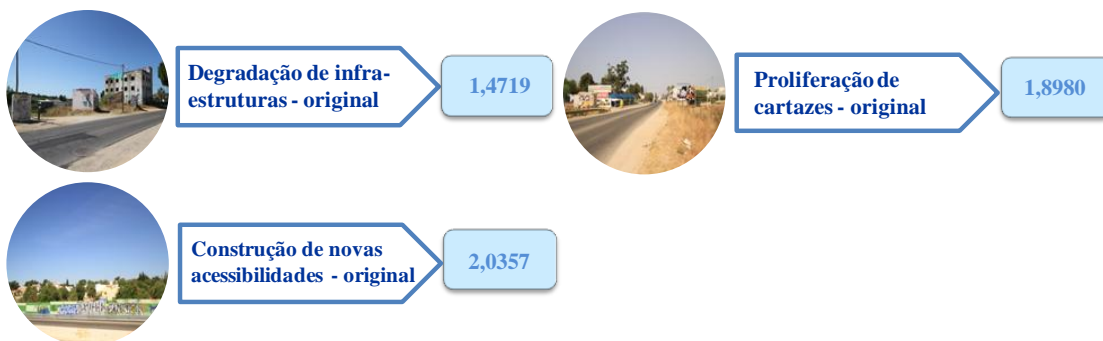 Degradação de infra-
estruturas - original
1,4719
Proliferação de
cartazes - original
1,8980
Construção de novas
acessibilidades - original
2,0357